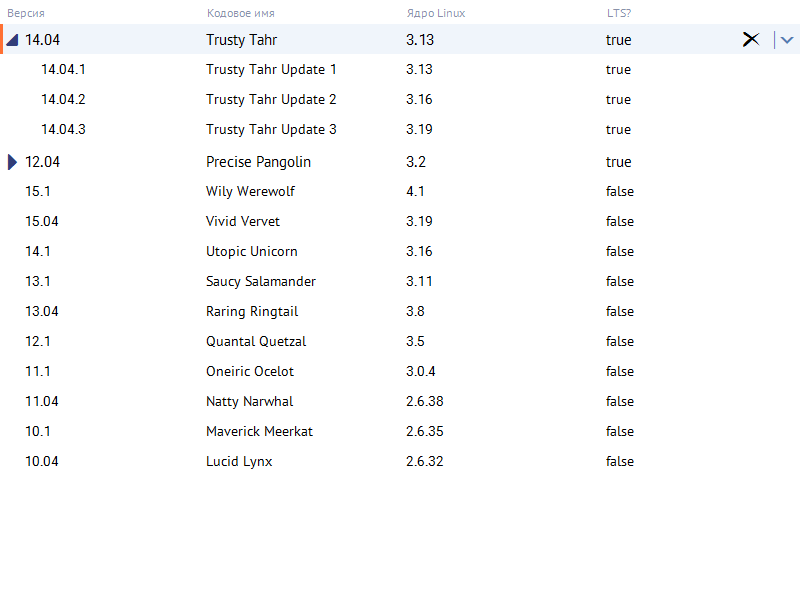 Версия Кодовое имя Ядро Linux LTS?
14.04 Trusty Tahr 3.13 true
14.04.1 Trusty Tahr Update 1 3.13 true
14.04.2 Trusty Tahr Update 2 3.16 true
14.04.3 Trusty Tahr Update 3 3.19 true
12.04 Precise Pangolin 3.2 true
15.1 Wily Werewolf 4.1 false
15.04 Vivid Vervet 3.19 false
14.1 Utopic Unicorn 3.16 false
13.1 Saucy Salamander 3.11 false
13.04 Raring Ringtail 3.8 false
12.1 Quantal Quetzal 3.5 false
11.1 Oneiric Ocelot 3.0.4 false
11.04 Natty Narwhal 2.6.38 false
10.1 Maverick Meerkat 2.6.35 false
10.04 Lucid Lynx 2.6.32 false